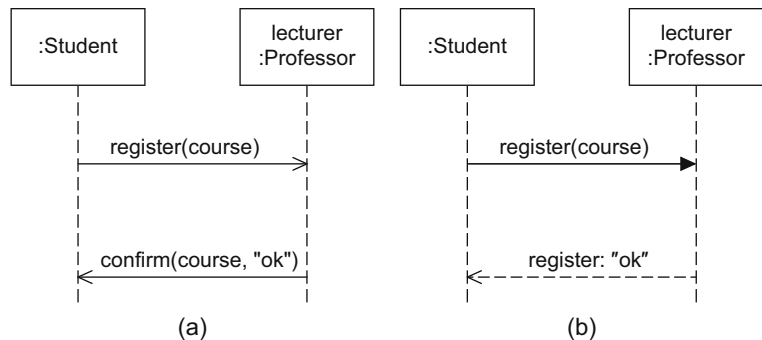 :Student
lecturer
:Professor
register(course)
confirm(course, "ok")
(a)
:Student
lecturer
:Professor
register(course)
register: "ok"
(b)